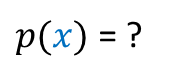 p(x) = ?